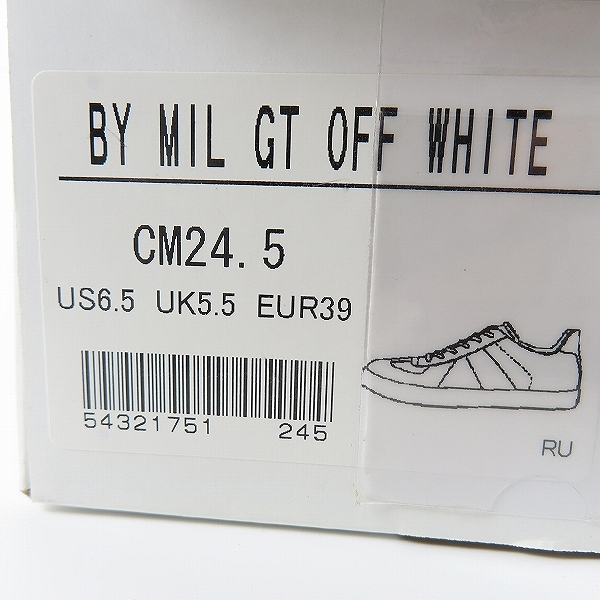 BY MIL GT OFF WHITE
CM24.5
US6.5 UK5.5 EUR39
54321751 245
RU